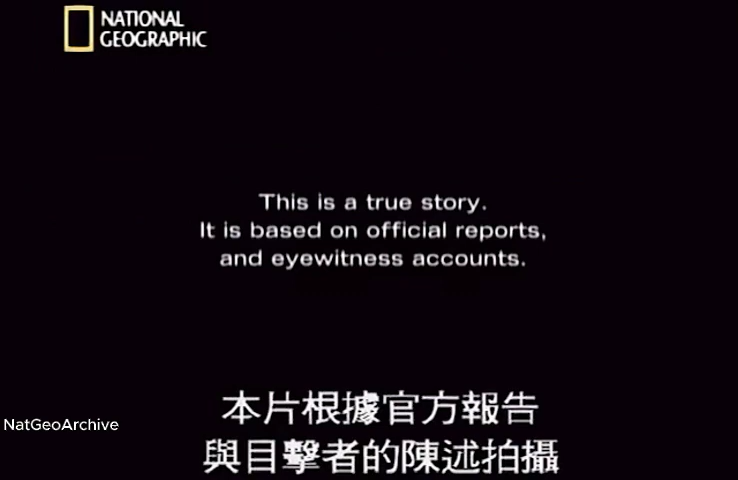 NATIONAL
GEOGRAPHIC
This is a true story.
It is based on official reports,
and eyewitness accounts.
本片根據官方報告
NatGeoArchive
與目擊者的陳述拍攝